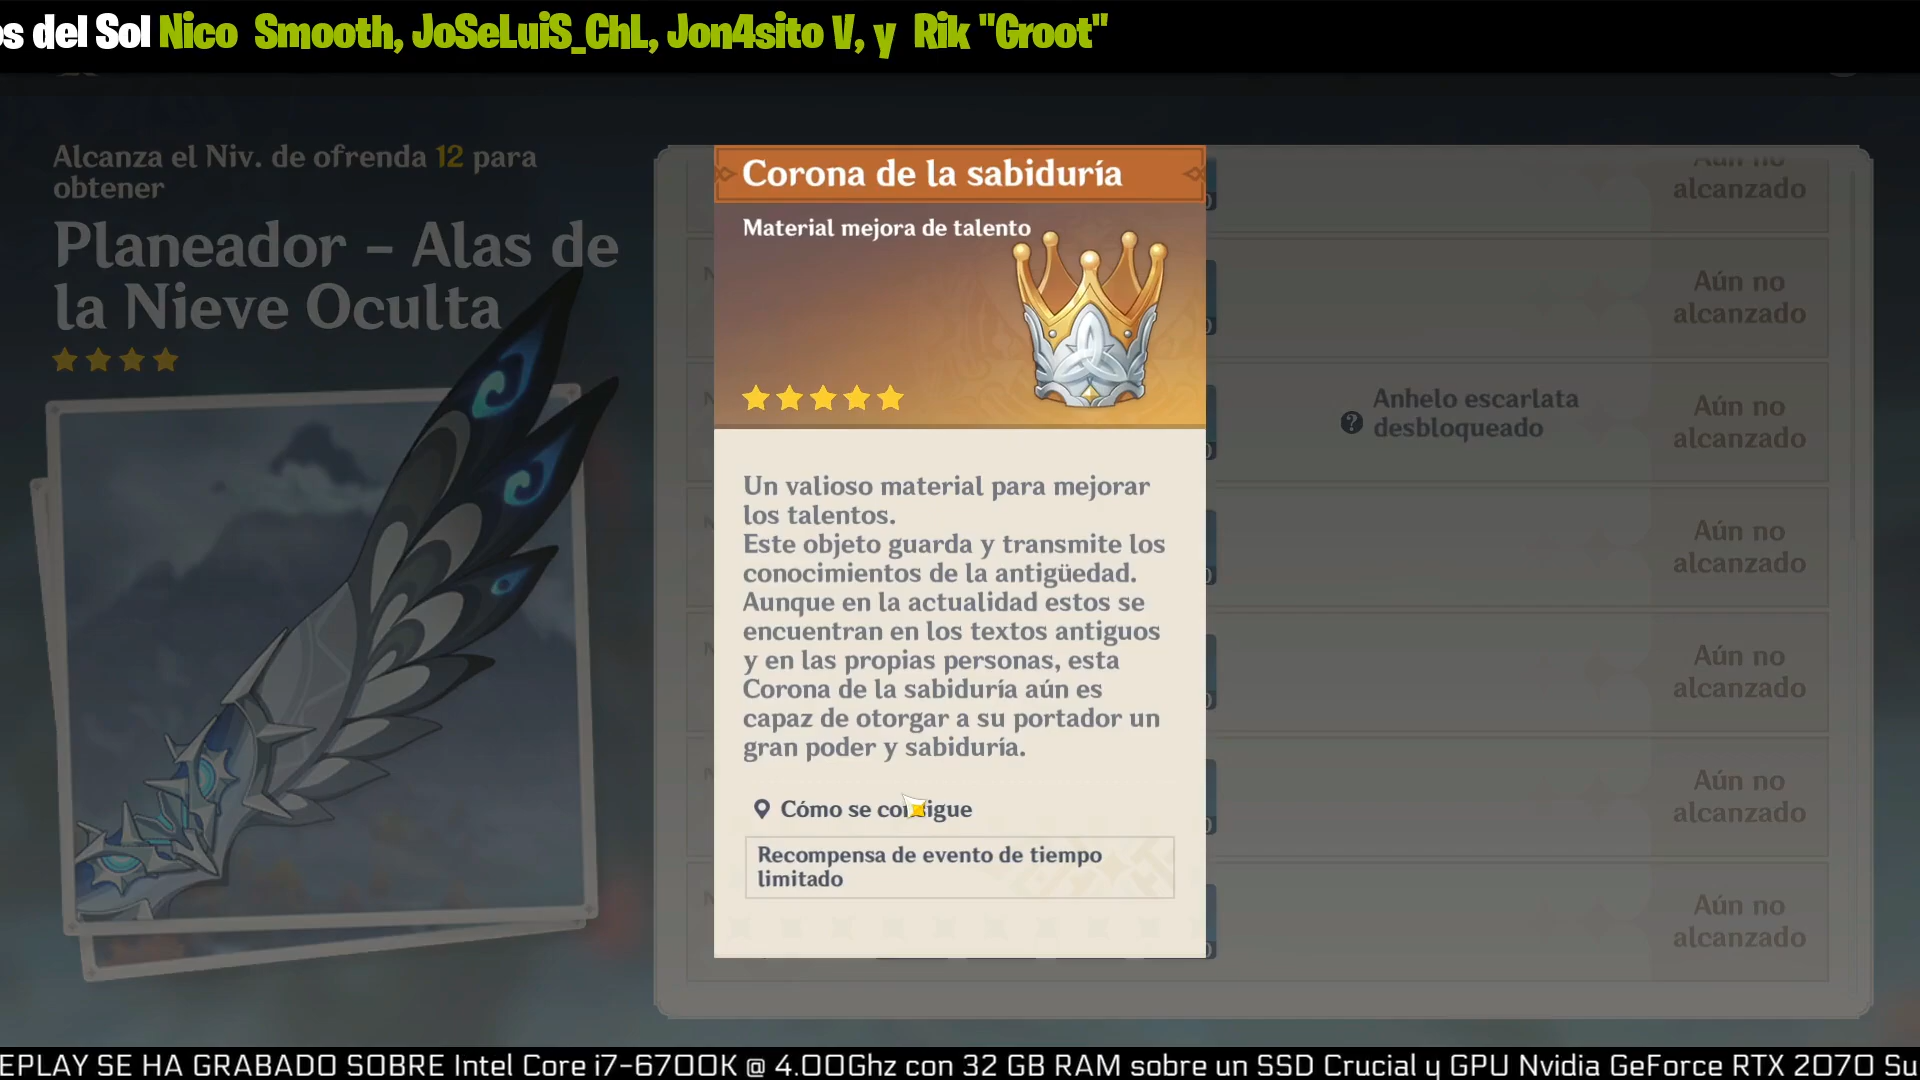 os del Sol Nico Smooth, JoSeLuiS_ChL, Jon4sito V, y Rik "Groot"
Alcanza el Niv. de ofrenda 12 para
obtener
Planeador - Alas de
la Nieve Oculta
Corona de la sabiduría
Material mejora de talento
Un valioso material para mejorar
los talentos.
Este objeto guarda y transmite los
conocimientos de la antigüedad.
Aunque en la actualidad estos se
encuentran en los textos antiguos
y en las propias personas, esta
Corona de la sabiduría aún es
capaz de otorgar a su portador un
gran poder y sabiduría.
Cómo se consigue
Recompensa de evento de tiempo
limitado
Aún no
alcanzado
Aún no
alcanzado
Anhelo escarlata
desbloqueado
Aún no
alcanzado
Aún no
alcanzado
Aún no
alcanzado
Aún no
alcanzado
Aún no
alcanzado
EPLAY SE HA GRABADO SOBRE Intel Core i7-6700K @ 4.00Ghz con 32 GB RAM sobre un SSD Crucial y GPU Nvidia GeForce RTX 2070 Su